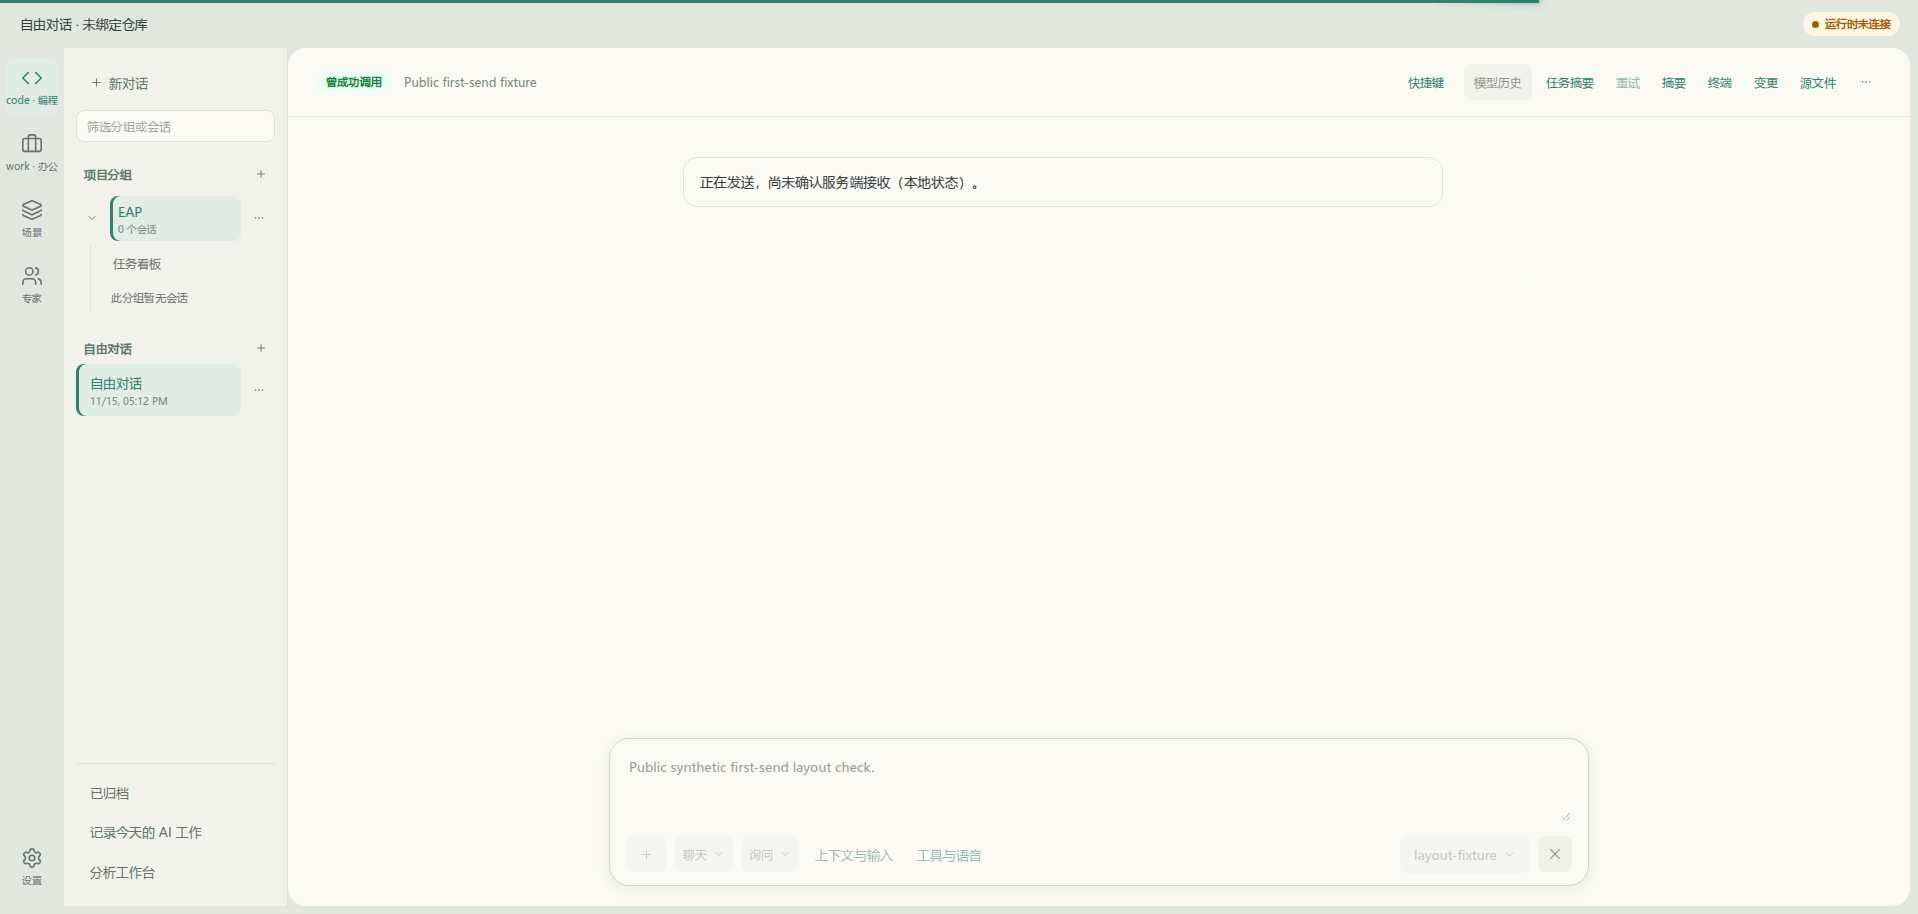 自由对话 · 未绑定仓库
运行时未连接
code · 编程
work · 办公
场景
专家
设置
+ 新对话
筛选分组或会话
项目分组 +
EAP
0 个会话
...
任务看板
此分组暂无会话
自由对话 +
自由对话
11/15, 05:12 PM
...
已归档
记录今天的 AI 工作
分析工作台
曾成功调用 Public first-send fixture
快捷键 模型历史 任务摘要 重试 摘要 终端 变更 源文件 ...
正在发送，尚未确认服务端接收（本地状态）。
Public synthetic first-send layout check.
+ 聊天 询问 上下文与输入 工具与语音 layout-fixture